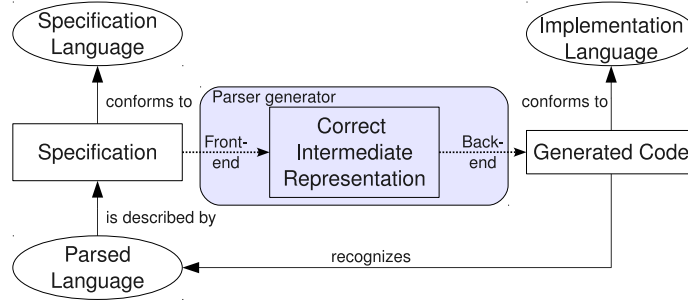 Specification
Language
Implementation
Language
conforms to
Parser generator
conforms to
Specification
Front-
end
Correct
Intermediate
Representation
Back-
end
Generated Code
is described by
Parsed
Language
recognizes